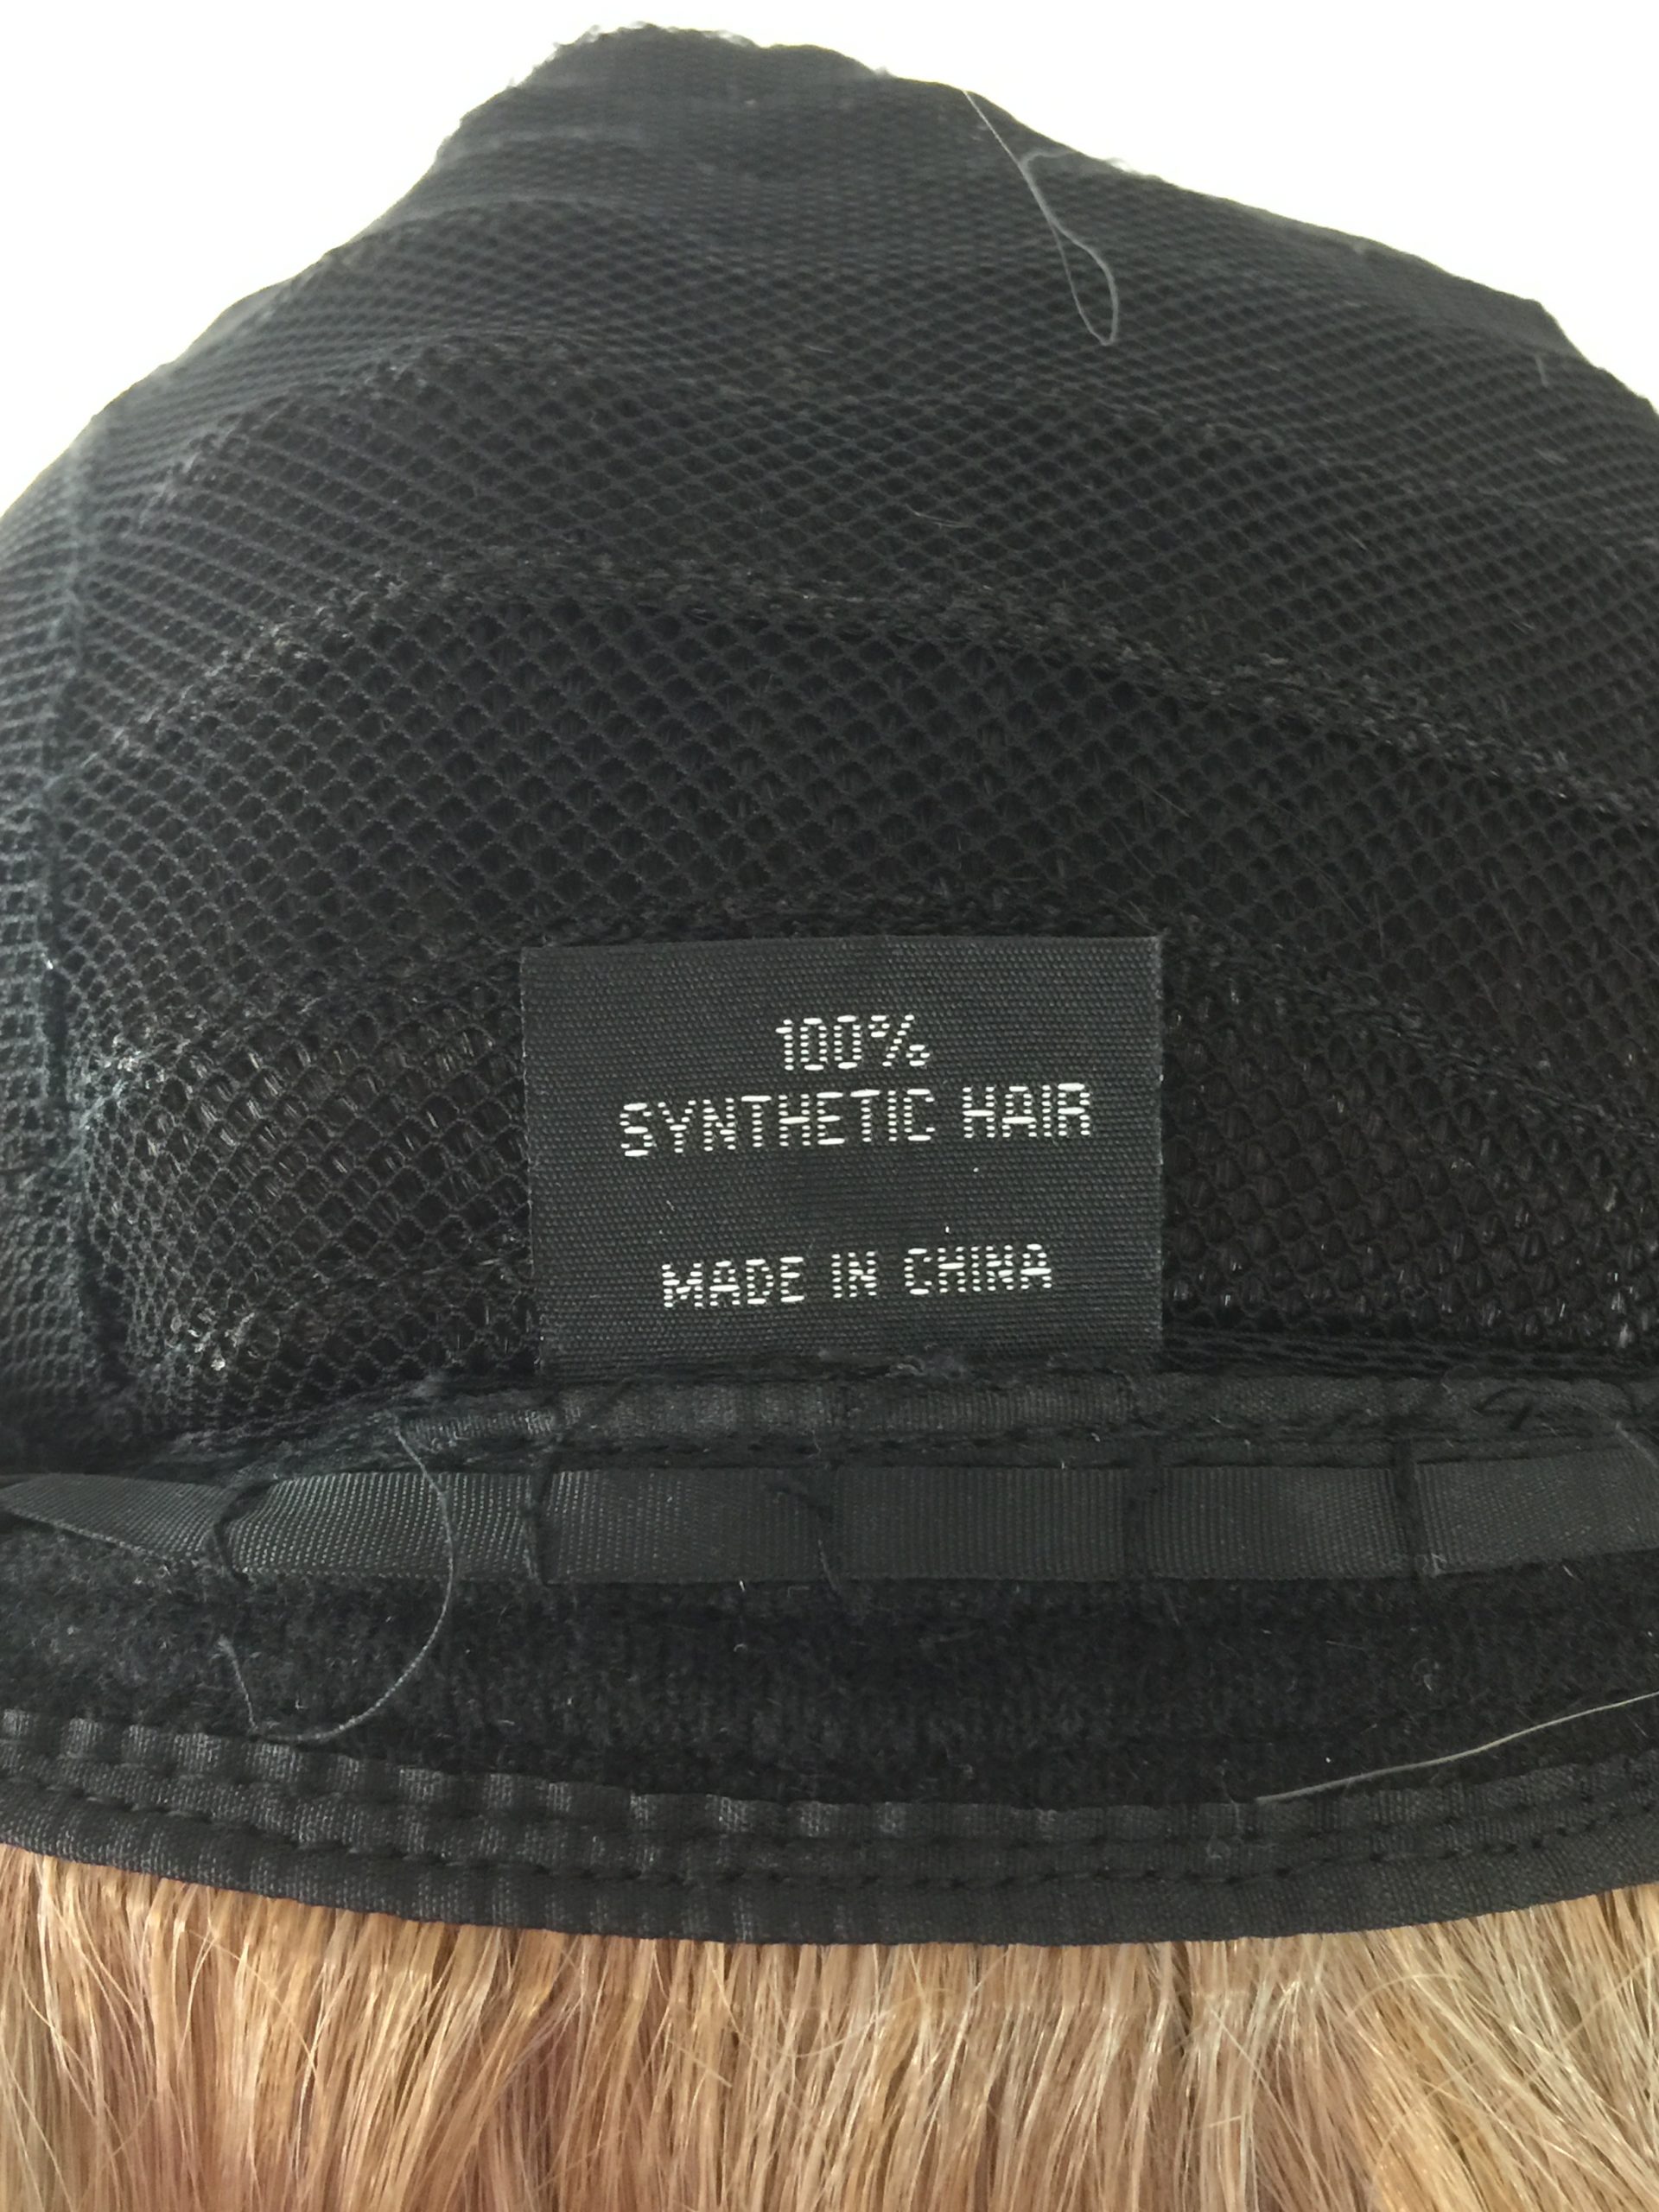 100%
SYNTHETIC HAIR
MADE IN CHINA